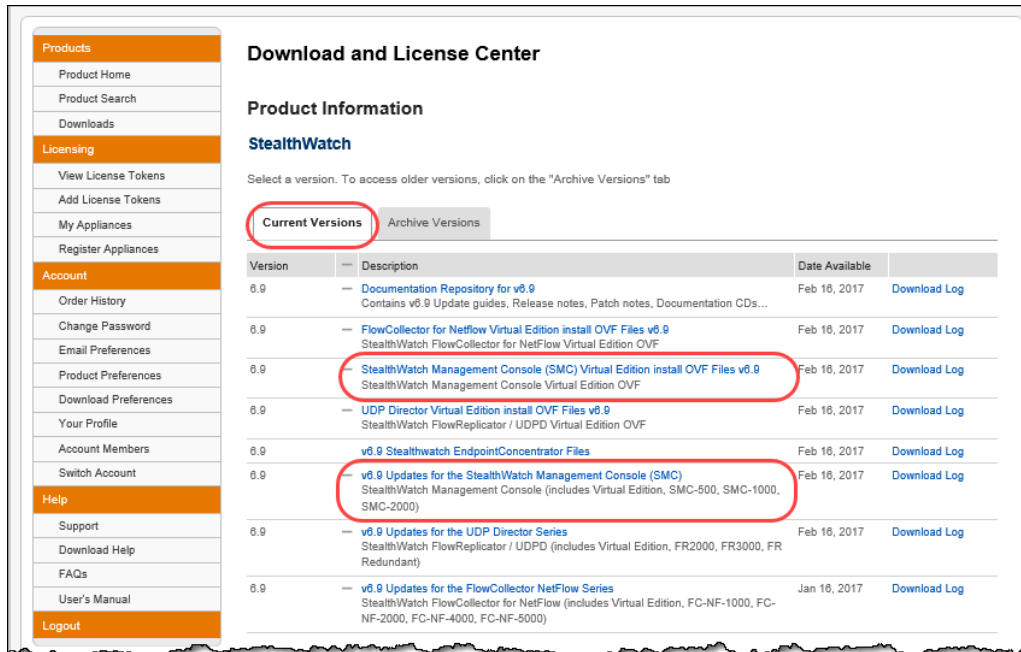 Products
Product Home
Product Search
Downloads
Licensing
View License Tokens
Add License Tokens
My Appliances
Register Appliances
Account
Order History
Change Password
Email Preferences
Product Preferences
Download Preferences
Your Profile
Account Members
Switch Account
Help
Support
Download Help
FAQs
User's Manual
Logout
Download and License Center
Product Information
StealthWatch
Select a version. To access older versions, click on the "Archive Versions" tab
Current Versions Archive Versions
Version — Description Date Available
6.9 — Documentation Repository for v6.9 Feb 16, 2017 Download Log
Contains v6.9 Update guides, Release notes, Patch notes, Documentation CDs...
6.9 — FlowCollector for Netflow Virtual Edition install OVF Files v6.9 Feb 16, 2017 Download Log
StealthWatch FlowCollector for NetFlow Virtual Edition OVF
6.9 — StealthWatch Management Console (SMC) Virtual Edition install OVF Files v6.9 Feb 16, 2017 Download Log
StealthWatch Management Console Virtual Edition OVF
6.9 — UDP Director Virtual Edition install OVF Files v6.9 Feb 16, 2017 Download Log
StealthWatch FlowReplicator / UDPD Virtual Edition OVF
6.9 — v6.9 Stealthwatch EndpointConcentrator Files Feb 16, 2017 Download Log
6.9 — v6.9 Updates for the StealthWatch Management Console (SMC) Feb 16, 2017 Download Log
StealthWatch Management Console (includes Virtual Edition, SMC-500, SMC-1000,
SMC-2000)
6.9 — v6.9 Updates for the UDP Director Series Feb 16, 2017 Download Log
StealthWatch FlowReplicator / UDPD (includes Virtual Edition, FR2000, FR3000, FR
Redundant)
6.9 — v6.9 Updates for the FlowCollector NetFlow Series Jan 16, 2017 Download Log
StealthWatch FlowCollector for NetFlow (includes Virtual Edition, FC-NF-1000, FC-
NF-2000, FC-NF-4000, FC-NF-5000)